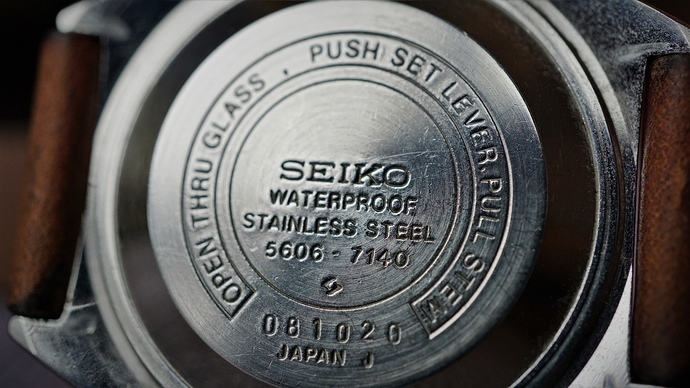 OPEN THRU GLASS . PUSH SET LEVER. PULL STEM
SEIKO
WATERPROOF
STAINLESS STEEL
5606 - 7140
081020
JAPAN J